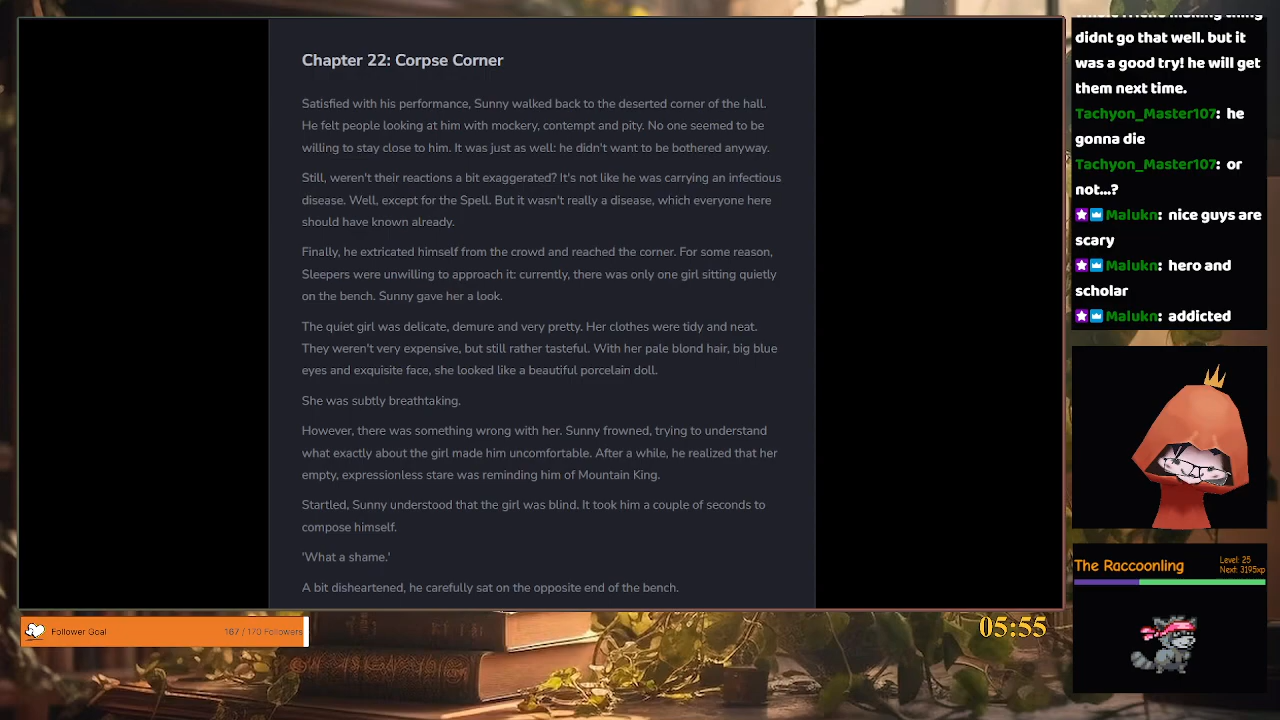 Chapter 22: Corpse Corner
Satisfied with his performance, Sunny walked back to the deserted corner of the hall.
He felt people looking at him with mockery, contempt and pity. No one seemed to be
willing to stay close to him. It was just as well: he didn't want to be bothered anyway.
Still, weren't their reactions a bit exaggerated? It's not like he was carrying an infectious
disease. Well, except for the Spell. But it wasn't really a disease, which everyone here
should have known already.
Finally, he extricated himself from the crowd and reached the corner. For some reason,
Sleepers were unwilling to approach it: currently, there was only one girl sitting quietly
on the bench. Sunny gave her a look.
The quiet girl was delicate, demure and very pretty. Her clothes were tidy and neat.
They weren't very expensive, but still rather tasteful. With her pale blond hair, big blue
eyes and exquisite face, she looked like a beautiful porcelain doll.
She was subtly breathtaking.
However, there was something wrong with her. Sunny frowned, trying to understand
what exactly about the girl made him uncomfortable. After a while, he realized that her
empty, expressionless stare was reminding him of Mountain King.
Startled, Sunny understood that the girl was blind. It took him a couple of seconds to
compose himself.
'What a shame.'
A bit disheartened, he carefully sat on the opposite end of the bench.
didnt go that well. but it
was a good try! he will get
them next time.
Tachyon_Master107: he
gonna die
Tachyon_Master107: or
not...?
Malukn: nice guys are
scary
Malukn: hero and
scholar
Malukn: addicted
The Raccoonling
Level: 25
Next: 3195xp
Follower Goal
167 / 170 Followers
05:55